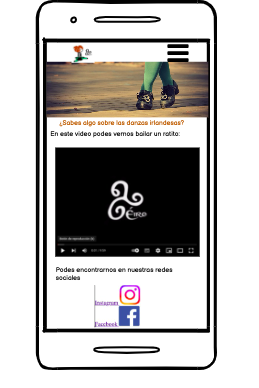 ¿Sabes algo sobre las danzas irlandesas?
En este video podes vernos bailar un ratito:
Éire
Podes encontrarnos en nuestras redes
sociales
Instagram
Facebook